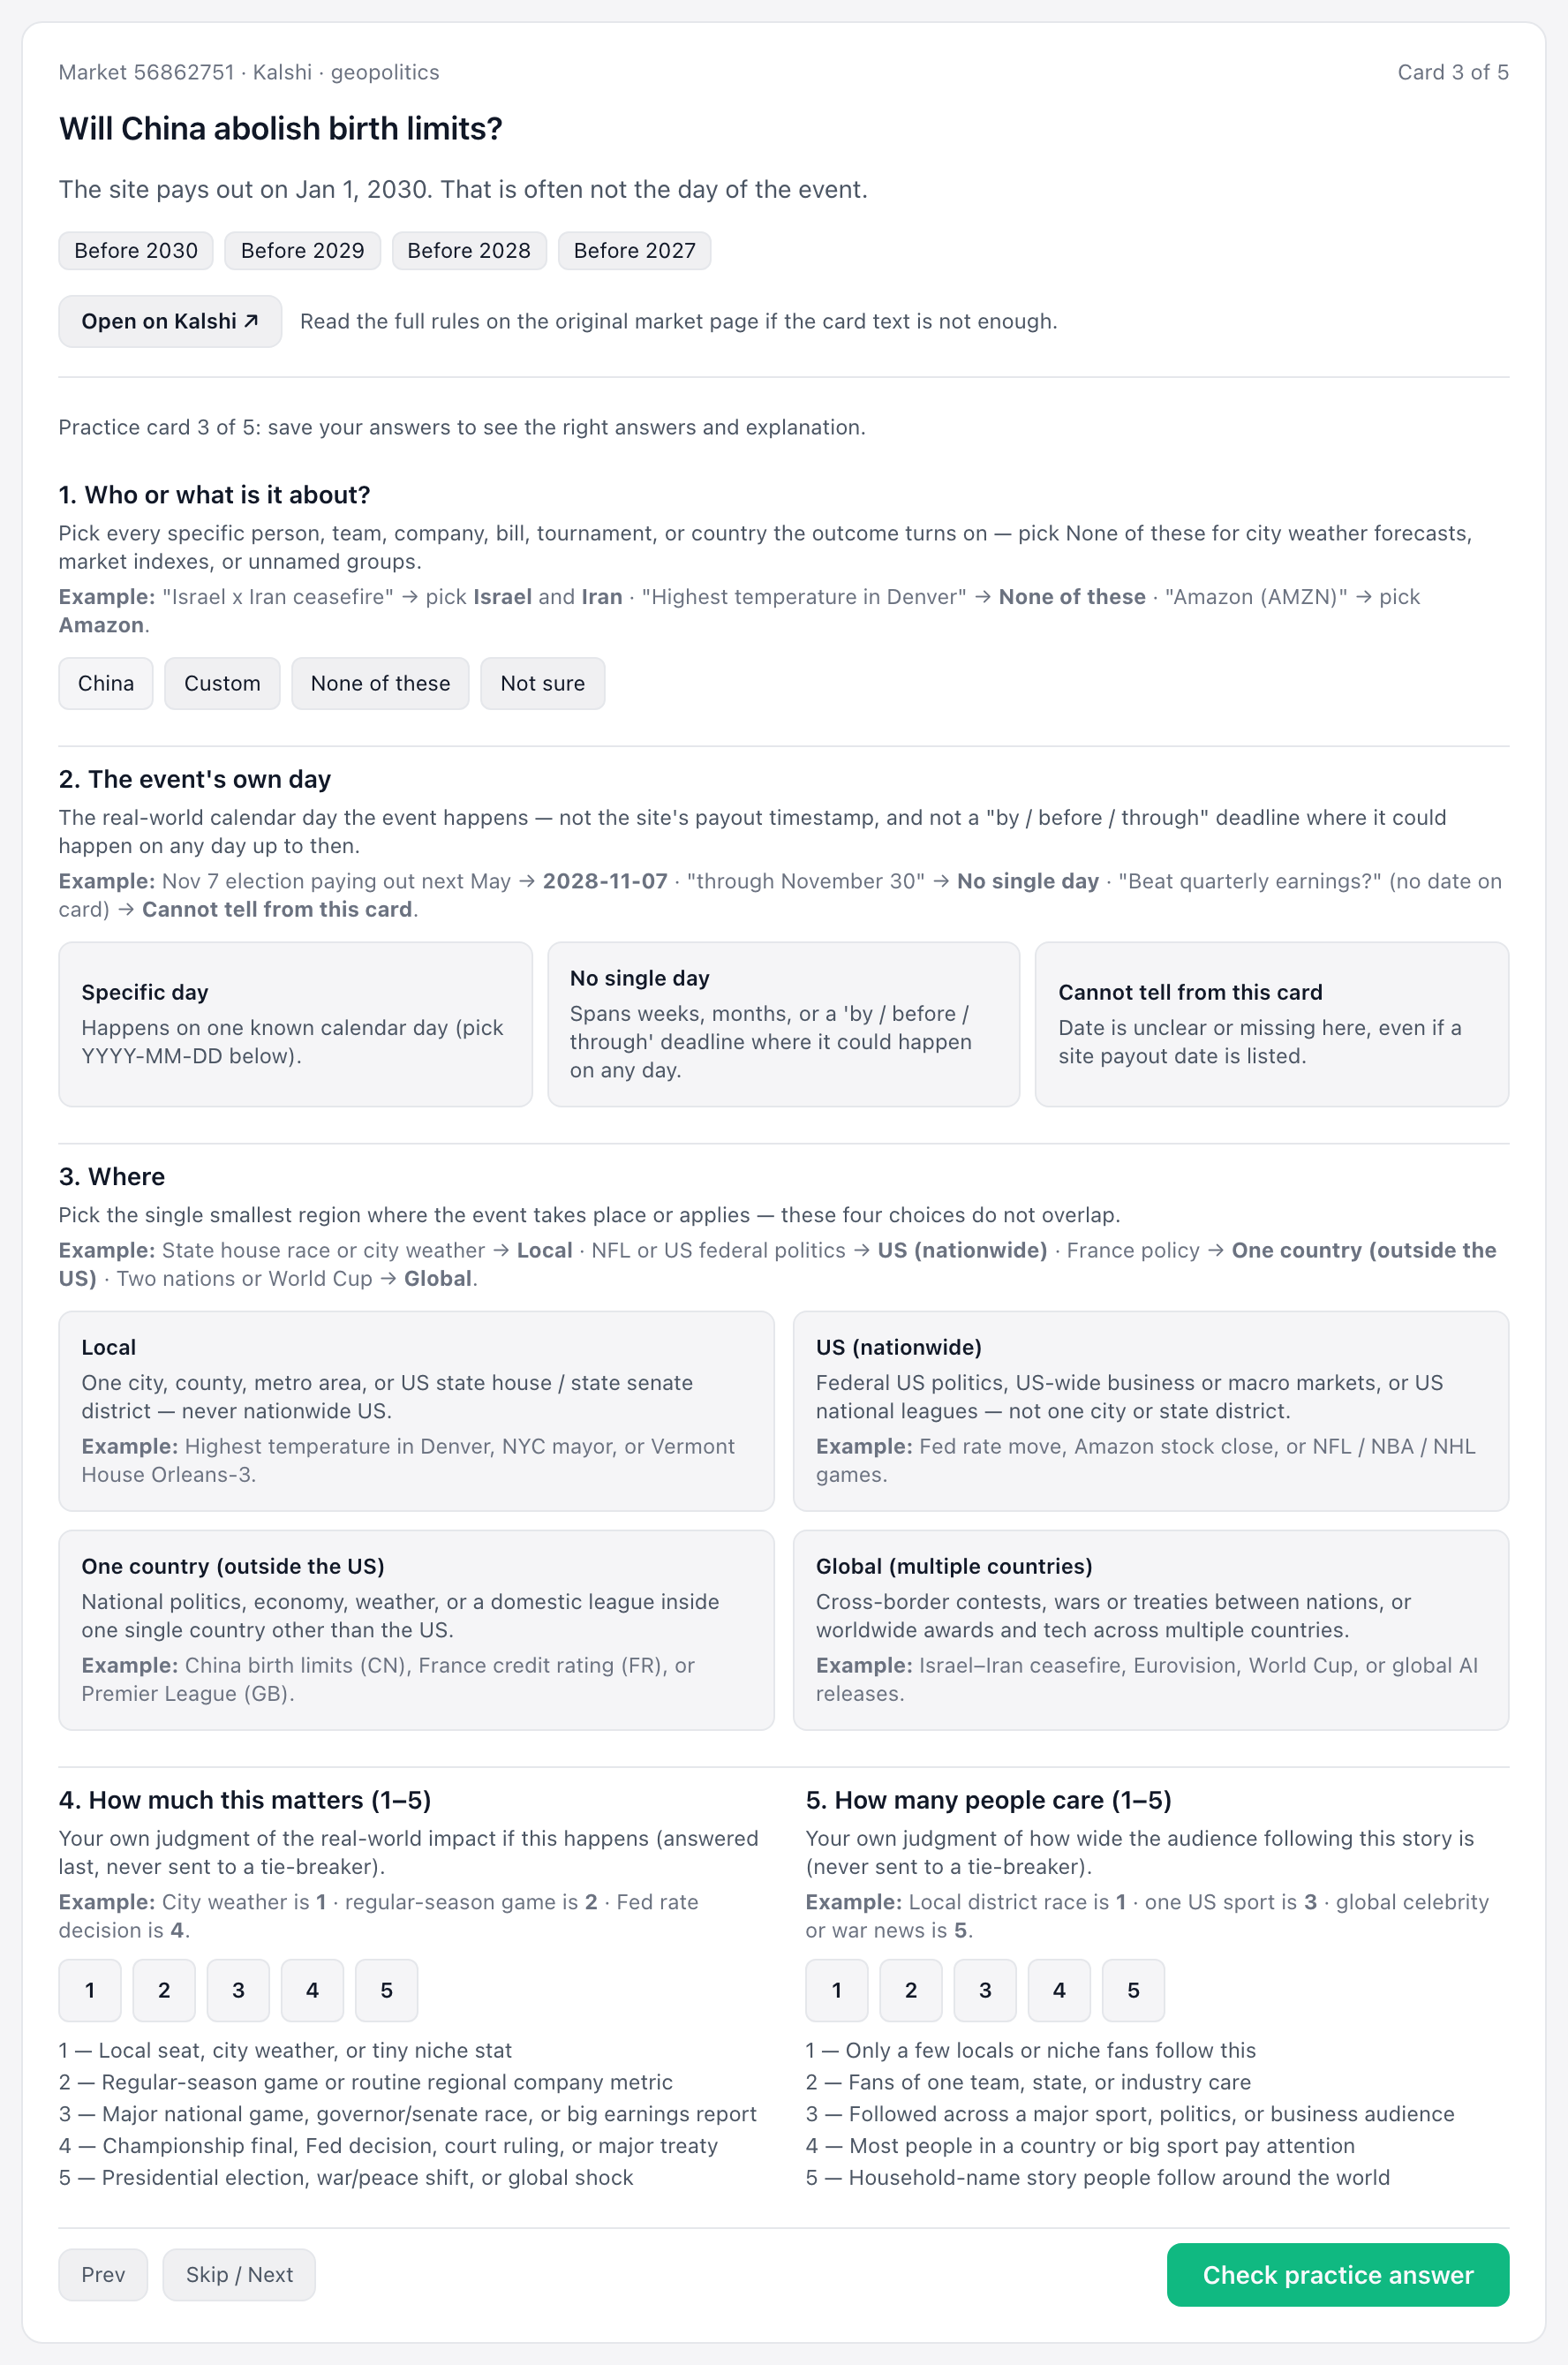 Market 56862751 · Kalshi · geopolitics
Card 3 of 5
Will China abolish birth limits?
The site pays out on Jan 1, 2030. That is often not the day of the event.
Before 2030
Before 2029
Before 2028
Before 2027
Open on Kalshi ↗
Read the full rules on the original market page if the card text is not enough.
Practice card 3 of 5: save your answers to see the right answers and explanation.
1. Who or what is it about?
Pick every specific person, team, company, bill, tournament, or country the outcome turns on — pick None of these for city weather forecasts,
market indexes, or unnamed groups.
Example: "Israel x Iran ceasefire" → pick Israel and Iran · "Highest temperature in Denver" → None of these · "Amazon (AMZN)" → pick
Amazon.
China
Custom
None of these
Not sure
2. The event's own day
The real-world calendar day the event happens — not the site's payout timestamp, and not a "by / before / through" deadline where it could
happen on any day up to then.
Example: Nov 7 election paying out next May → 2028-11-07 · "through November 30" → No single day · "Beat quarterly earnings?" (no date on
card) → Cannot tell from this card.
Specific day
Happens on one known calendar day (pick
YYYY-MM-DD below).
No single day
Spans weeks, months, or a 'by / before /
through' deadline where it could happen
on any day.
Cannot tell from this card
Date is unclear or missing here, even if a
site payout date is listed.
3. Where
Pick the single smallest region where the event takes place or applies — these four choices do not overlap.
Example: State house race or city weather → Local · NFL or US federal politics → US (nationwide) · France policy → One country (outside the
US) · Two nations or World Cup → Global.
Local
One city, county, metro area, or US state house / state senate
district — never nationwide US.
Example: Highest temperature in Denver, NYC mayor, or Vermont
House Orleans-3.
US (nationwide)
Federal US politics, US-wide business or macro markets, or US
national leagues — not one city or state district.
Example: Fed rate move, Amazon stock close, or NFL / NBA / NHL
games.
One country (outside the US)
National politics, economy, weather, or a domestic league inside
one single country other than the US.
Example: China birth limits (CN), France credit rating (FR), or
Premier League (GB).
Global (multiple countries)
Cross-border contests, wars or treaties between nations, or
worldwide awards and tech across multiple countries.
Example: Israel–Iran ceasefire, Eurovision, World Cup, or global AI
releases.
4. How much this matters (1–5)
Your own judgment of the real-world impact if this happens (answered
last, never sent to a tie-breaker).
Example: City weather is 1 · regular-season game is 2 · Fed rate
decision is 4.
1
2
3
4
5
1 — Local seat, city weather, or tiny niche stat
2 — Regular-season game or routine regional company metric
3 — Major national game, governor/senate race, or big earnings report
4 — Championship final, Fed decision, court ruling, or major treaty
5 — Presidential election, war/peace shift, or global shock
5. How many people care (1–5)
Your own judgment of how wide the audience following this story is
(never sent to a tie-breaker).
Example: Local district race is 1 · one US sport is 3 · global celebrity
or war news is 5.
1
2
3
4
5
1 — Only a few locals or niche fans follow this
2 — Fans of one team, state, or industry care
3 — Followed across a major sport, politics, or business audience
4 — Most people in a country or big sport pay attention
5 — Household-name story people follow around the world
Prev
Skip / Next
Check practice answer